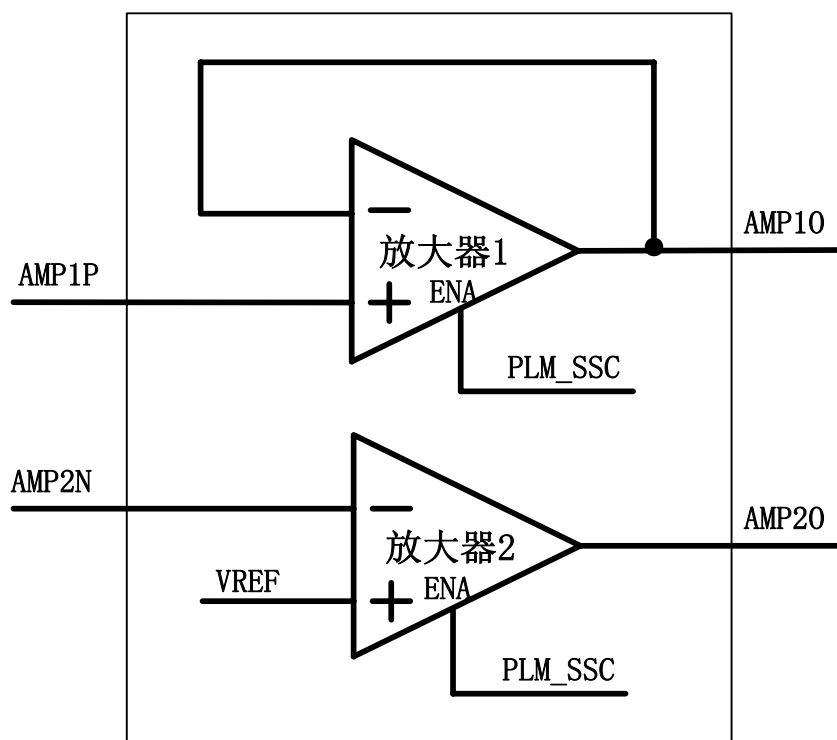 AMP1O
放大器1
AMP1P
ENA
PLM_SSC
AMP2N
AMP2O
放大器2
VREF
ENA
PLM_SSC